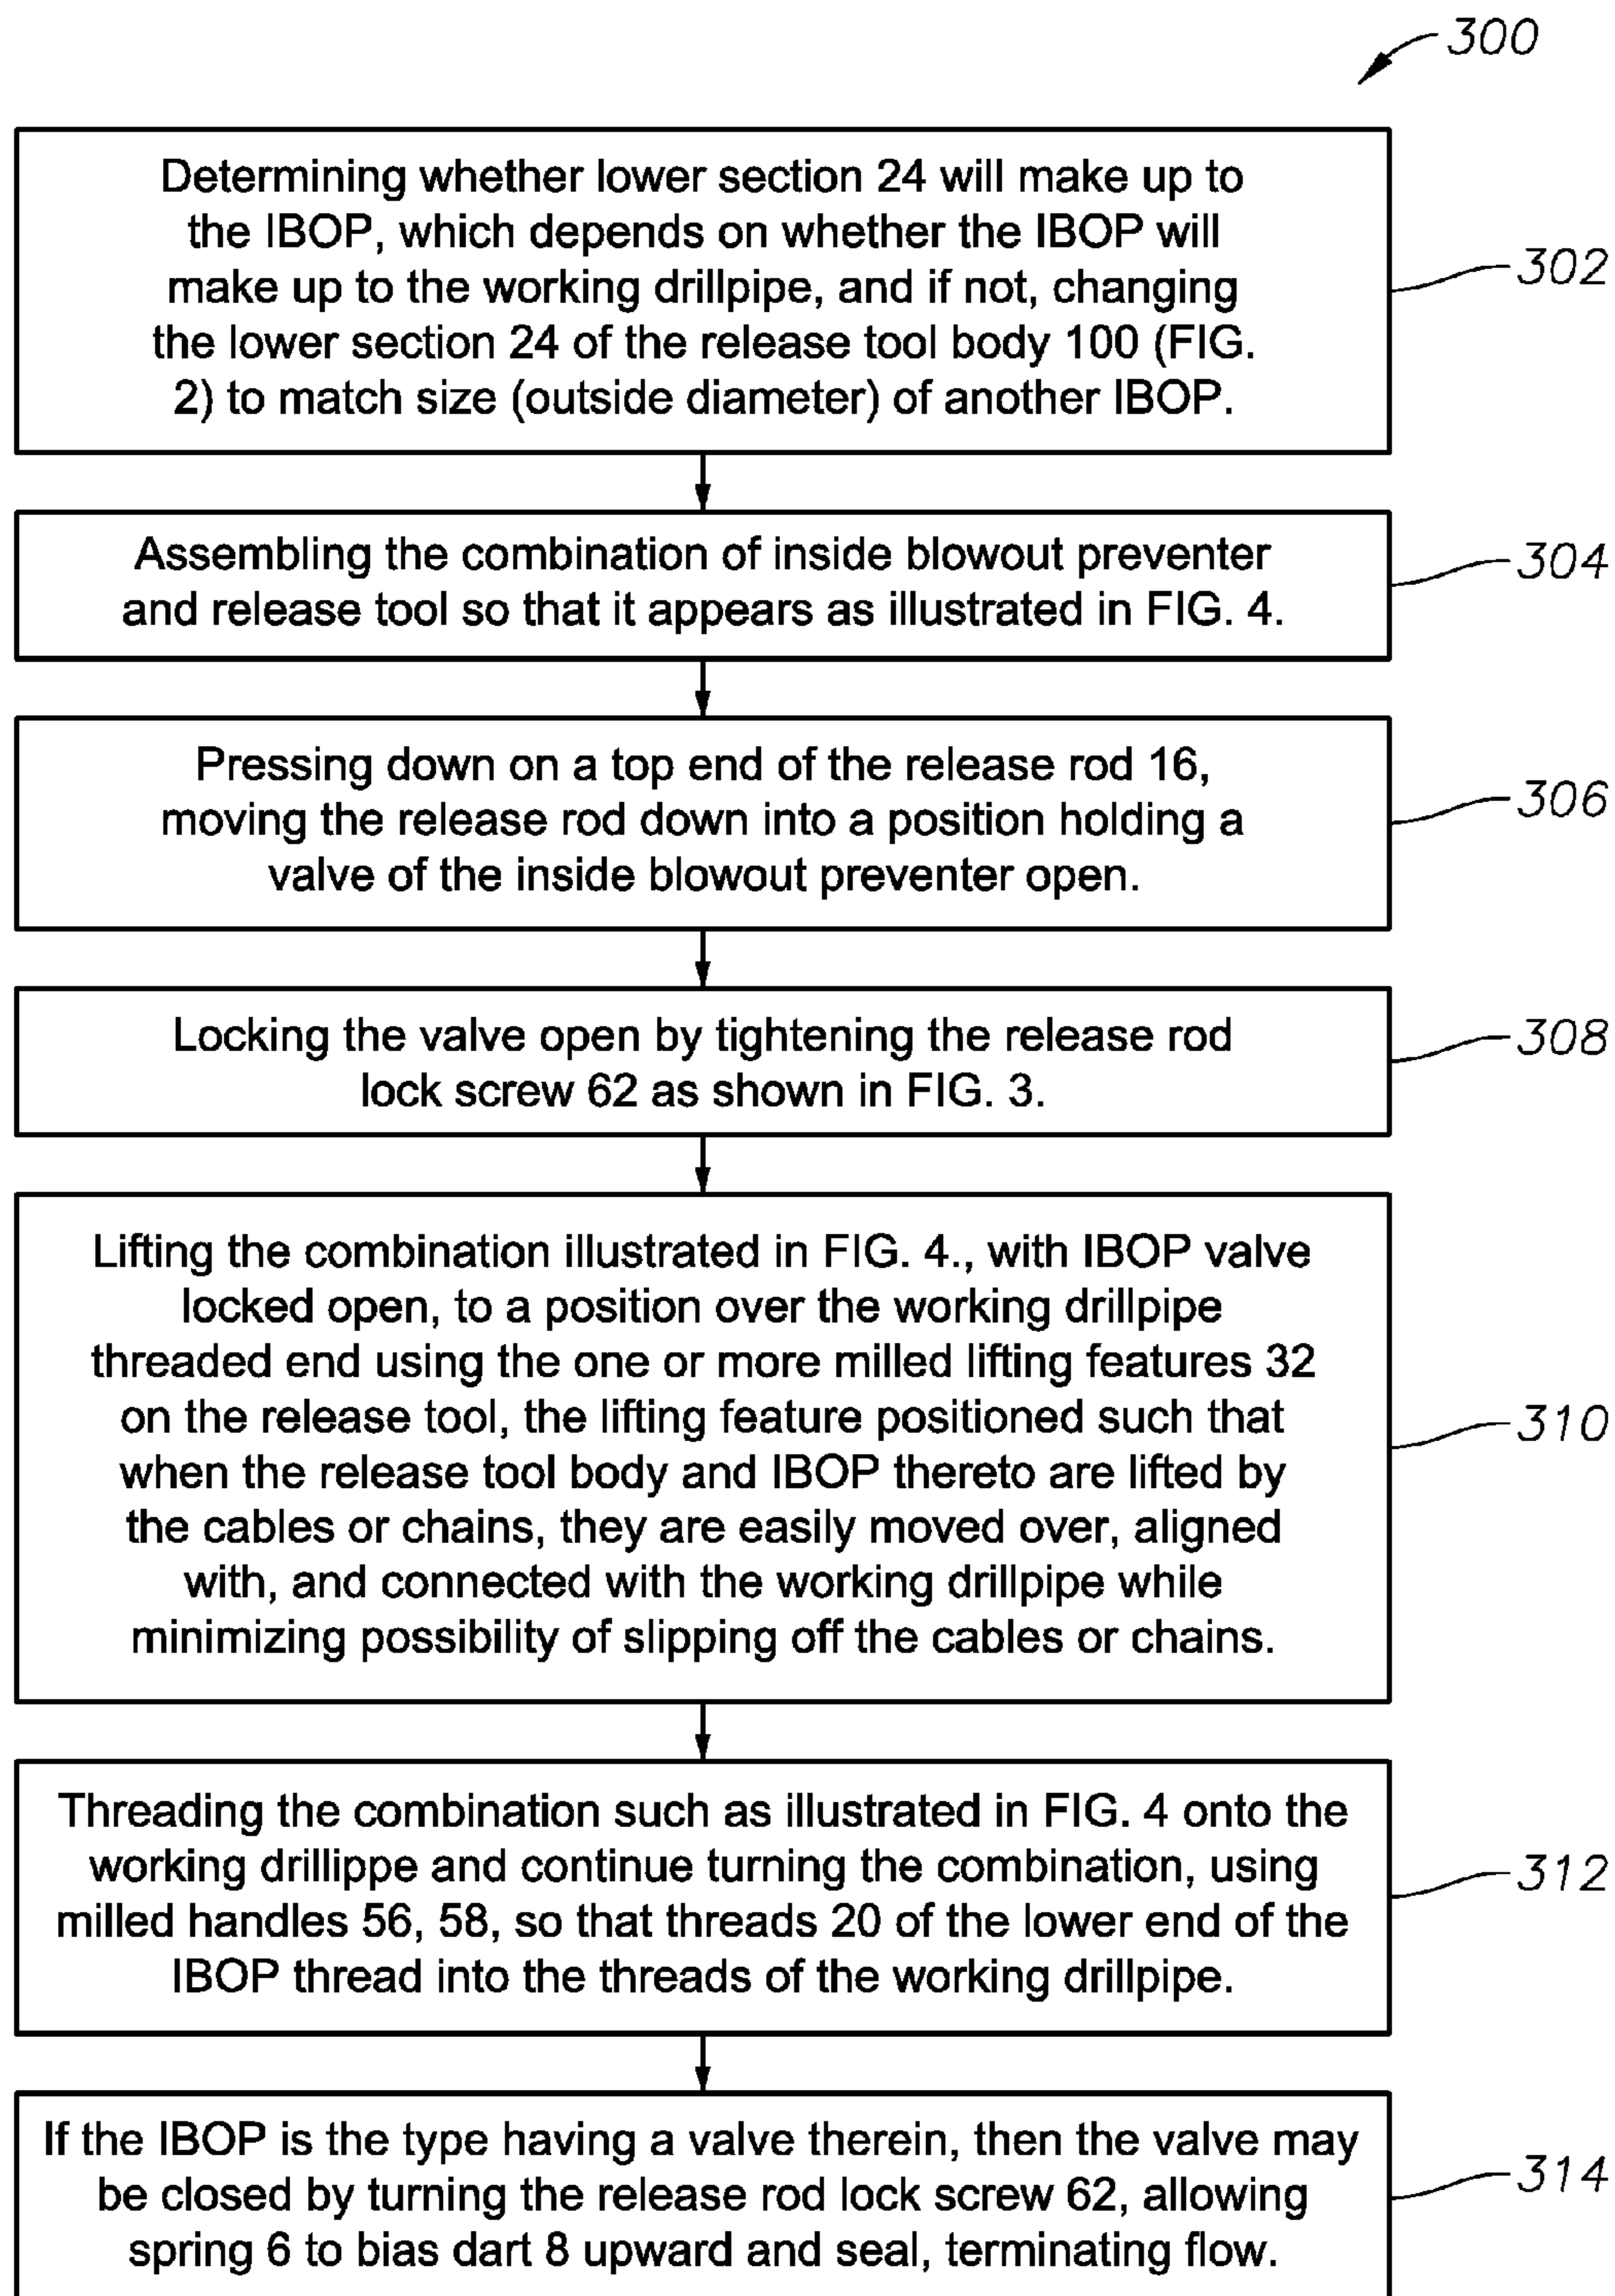 300
Determining whether lower section 24 will make up to
the IBOP, which depends on whether the IBOP will
make up to the working drillpipe, and if not, changing
the lower section 24 of the release tool body 100 (FIG.
2) to match size (outside diameter) of another IBOP.
302
Assembling the combination of inside blowout preventer
and release tool so that it appears as illustrated in FIG. 4.
304
Pressing down on a top end of the release rod 16,
moving the release rod down into a position holding a
valve of the inside blowout preventer open.
306
Locking the valve open by tightening the release rod
lock screw 62 as shown in FIG. 3.
308
Lifting the combination illustrated in FIG. 4., with IBOP valve
locked open, to a position over the working drillpipe
threaded end using the one or more milled lifting features 32
on the release tool, the lifting feature positioned such that
when the release tool body and IBOP thereto are lifted by
the cables or chains, they are easily moved over, aligned
with, and connected with the working drillpipe while
minimizing possibility of slipping off the cables or chains.
310
Threading the combination such as illustrated in FIG. 4 onto the
working drillippe and continue turning the combination, using
milled handles 56, 58, so that threads 20 of the lower end of the
IBOP thread into the threads of the working drillpipe.
312
If the IBOP is the type having a valve therein, then the valve may
be closed by turning the release rod lock screw 62, allowing
spring 6 to bias dart 8 upward and seal, terminating flow.
314